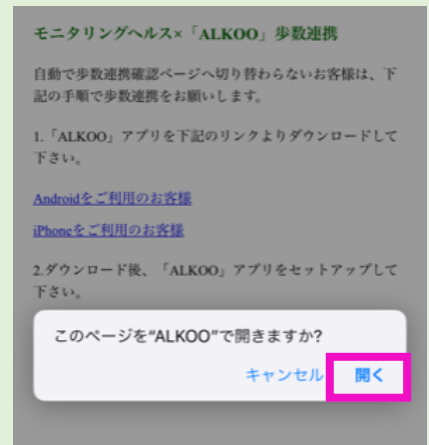 モニタリングヘルス×「ALKOO」歩数連携
自動で歩数連携確認ページへ切り替わらないお客様は、下
記の手順で歩数連携をお願いします。
1.「ALKOO」アプリを下記のリンクよりダウンロードして
下さい。
Androidをご利用のお客様
iPhoneをご利用のお客様
2.ダウンロード後、「ALKOO」アプリをセットアップして
下さい。
このページを"ALKOO"で開きますか?
キャンセル 開く